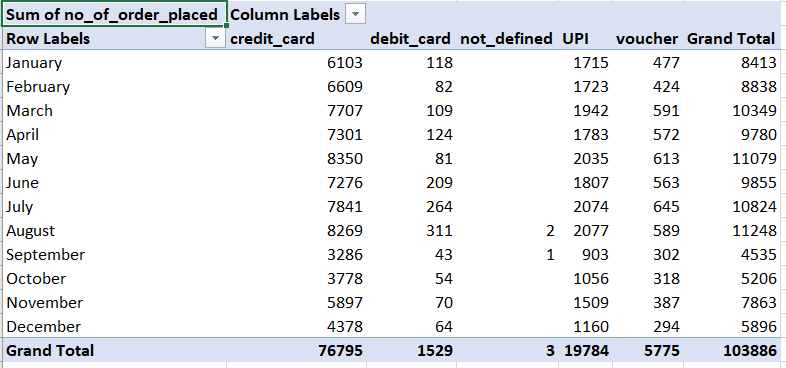 Sum of no_of_order_placed Column Labels
Row Labels credit_card debit_card not_defined UPI voucher Grand Total
January 6103 118 1715 477 8413
February 6609 82 1723 424 8838
March 7707 109 1942 591 10349
April 7301 124 1783 572 9780
May 8350 81 2035 613 11079
June 7276 209 1807 563 9855
July 7841 264 2074 645 10824
August 8269 311 2 2077 589 11248
September 3286 43 1 903 302 4535
October 3778 54 1056 318 5206
November 5897 70 1509 387 7863
December 4378 64 1160 294 5896
Grand Total 76795 1529 3 19784 5775 103886